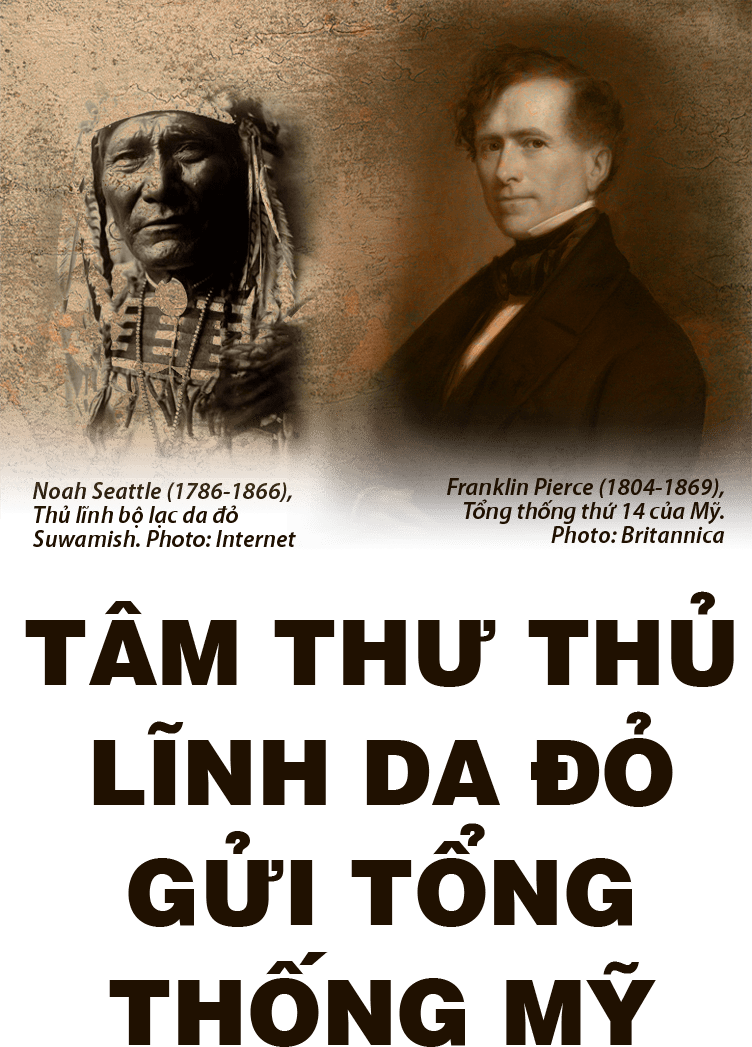 Noah Seattle (1786-1866),
Thủ lĩnh bộ lạc da đỏ
Suwamish. Photo: Internet
Franklin Pierce (1804-1869),
Tổng thống thứ 14 của Mỹ.
Photo: Britannica
TÂM THƯ THỦ
LĨNH DA ĐỎ
GỬI TỔNG
THỐNG MỸ